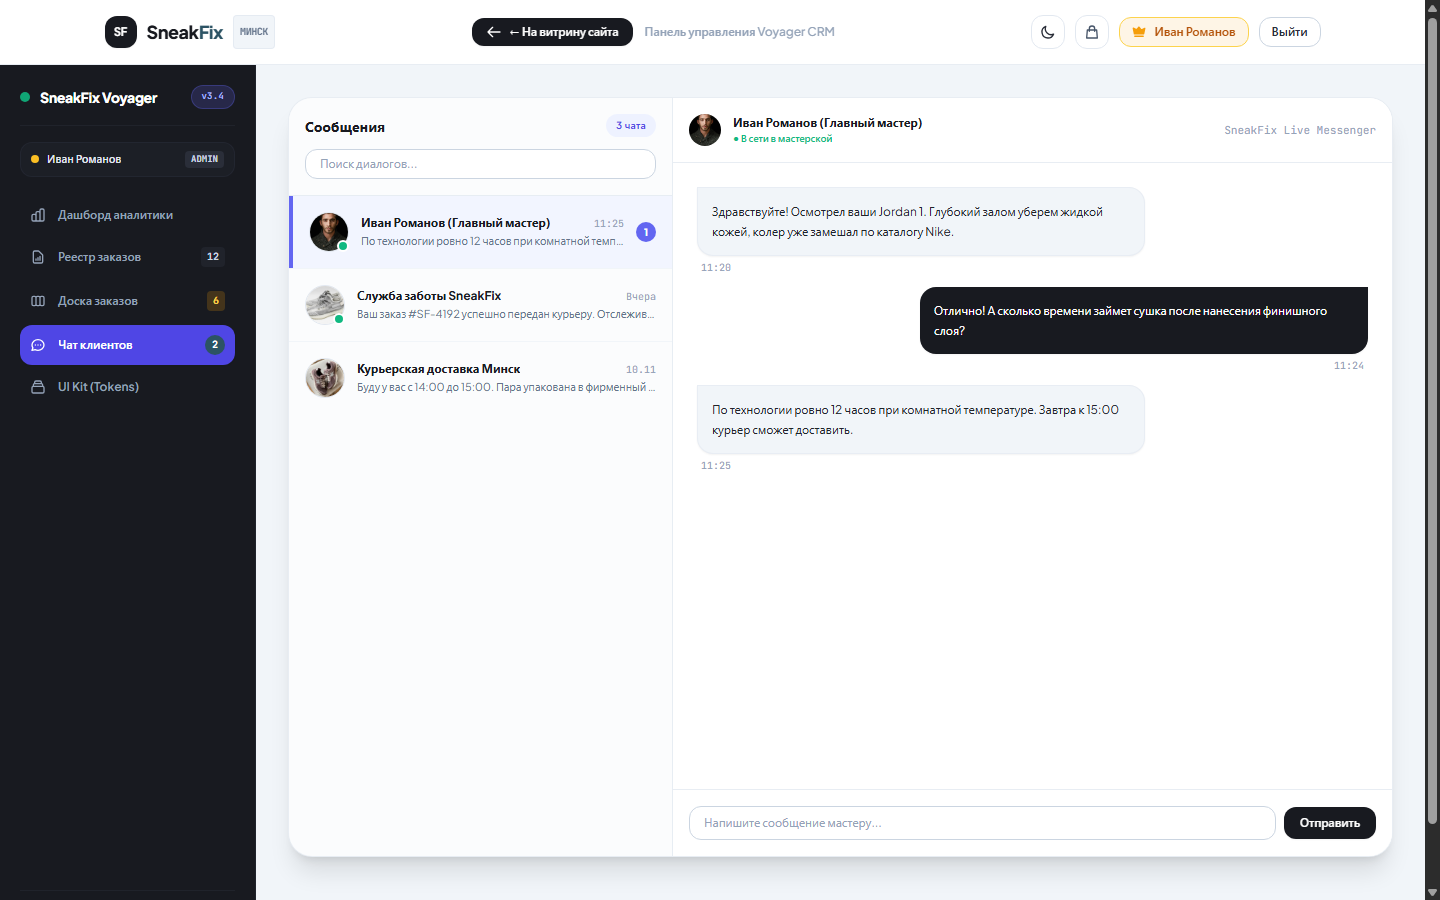 SF SneakFix МИНСК
← На витрину сайта
Панель управления Voyager CRM
Иван Романов
Выйти
SneakFix Voyager
v3.4
Иван Романов
ADMIN
Дашборд аналитики
Реестр заказов
12
Доска заказов
6
Чат клиентов
2
UI Kit (Tokens)
Сообщения
3 чата
Поиск диалогов...
Иван Романов (Главный мастер)
11:25
По технологии ровно 12 часов при комнатной темп...
1
Служба заботы SneakFix
Вчера
Ваш заказ #SF-4192 успешно передан курьеру. Отслежив...
Курьерская доставка Минск
10.11
Буду у вас с 14:00 до 15:00. Пара упакована в фирменный ...
Иван Романов (Главный мастер)
● В сети в мастерской
SneakFix Live Messenger
Здравствуйте! Осмотрел ваши Jordan 1. Глубокий залом уберем жидкой
кожей, колер уже замешал по каталогу Nike.
11:20
Отлично! А сколько времени займет сушка после нанесения финишного
слоя?
11:24
По технологии ровно 12 часов при комнатной температуре. Завтра к 15:00
курьер сможет доставить.
11:25
Напишите сообщение мастеру...
Отправить